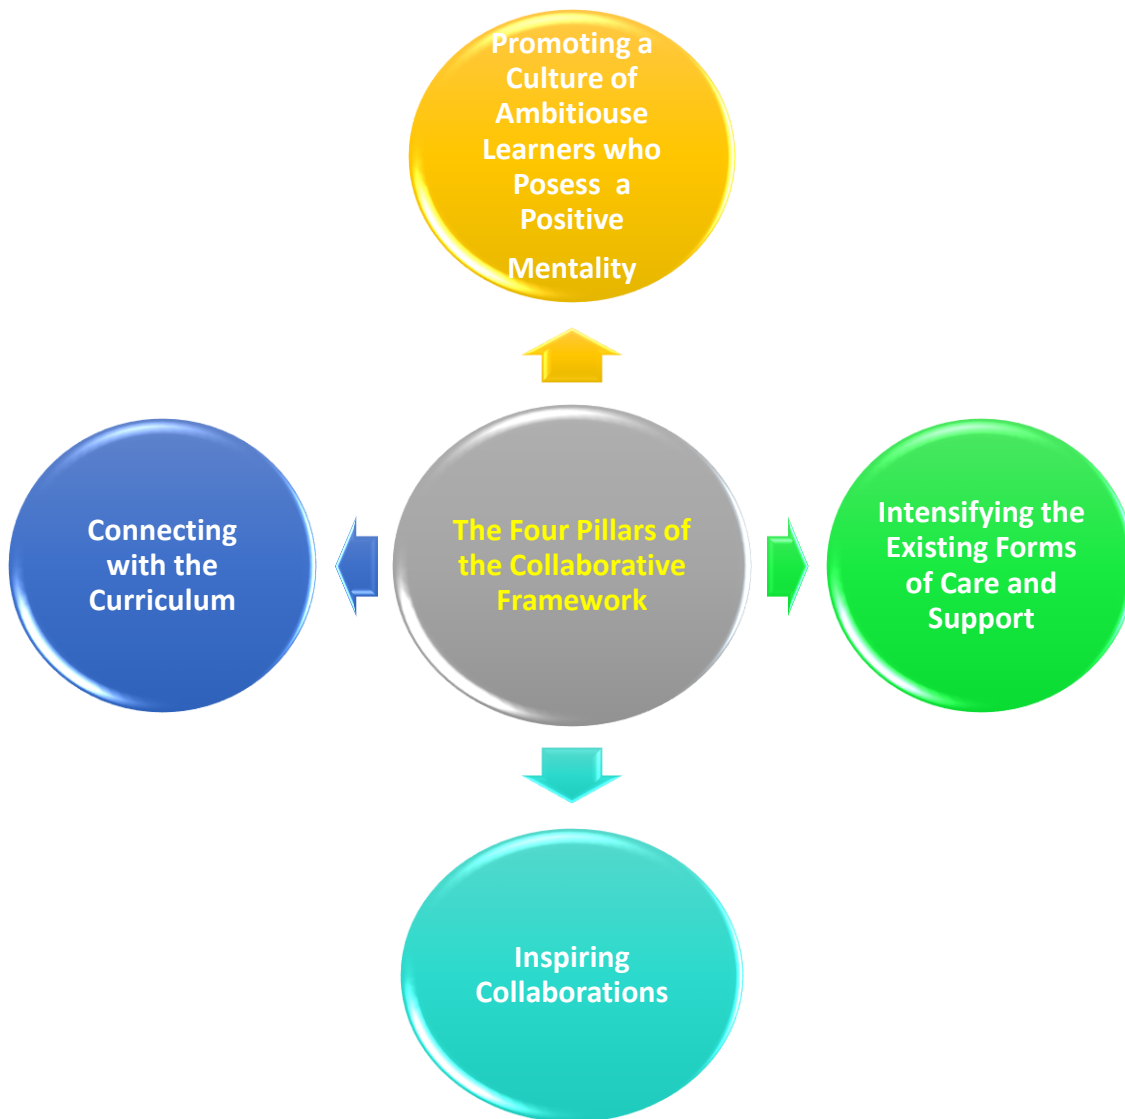 Promoting a
Culture of
Ambitiouse
Learners who
Posess a
Positive
Mentality
Connecting
with the
Curriculum
The Four Pillars of
the Collaborative
Framework
Intensifying the
Existing Forms
of Care and
Support
Inspiring
Collaborations